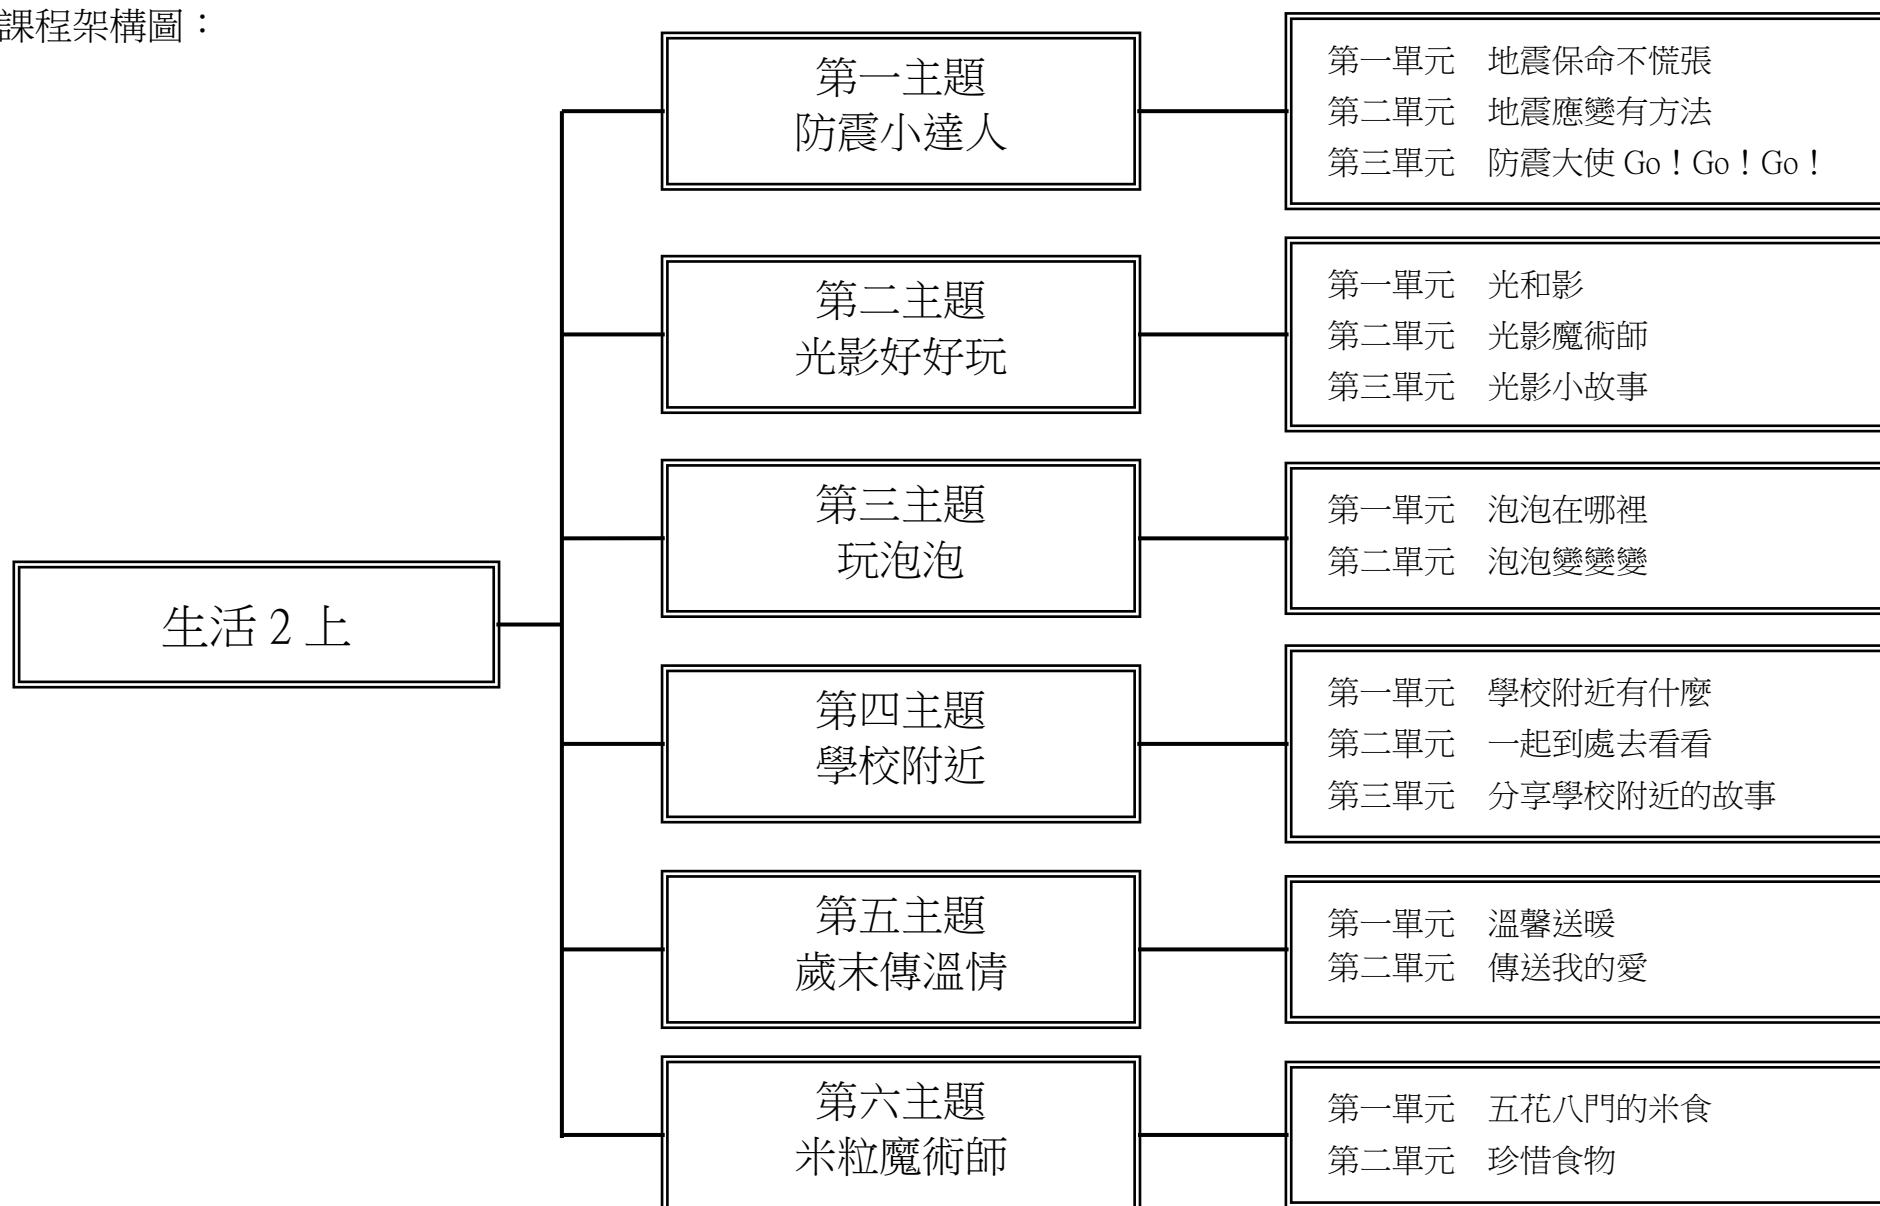 課程架構圖：
生活 2 上
第一主題
防震小達人
第一單元　地震保命不慌張
第二單元　地震應變有方法
第三單元　防震大使 Go！Go！Go！
第二主題
光影好好玩
第一單元　光和影
第二單元　光影魔術師
第三單元　光影小故事
第三主題
玩泡泡
第一單元　泡泡在哪裡
第二單元　泡泡變變變
第四主題
學校附近
第一單元　學校附近有什麼
第二單元　一起到處去看看
第三單元　分享學校附近的故事
第五主題
歲末傳溫情
第一單元　溫馨送暖
第二單元　傳送我的愛
第六主題
米粒魔術師
第一單元　五花八門的米食
第二單元　珍惜食物